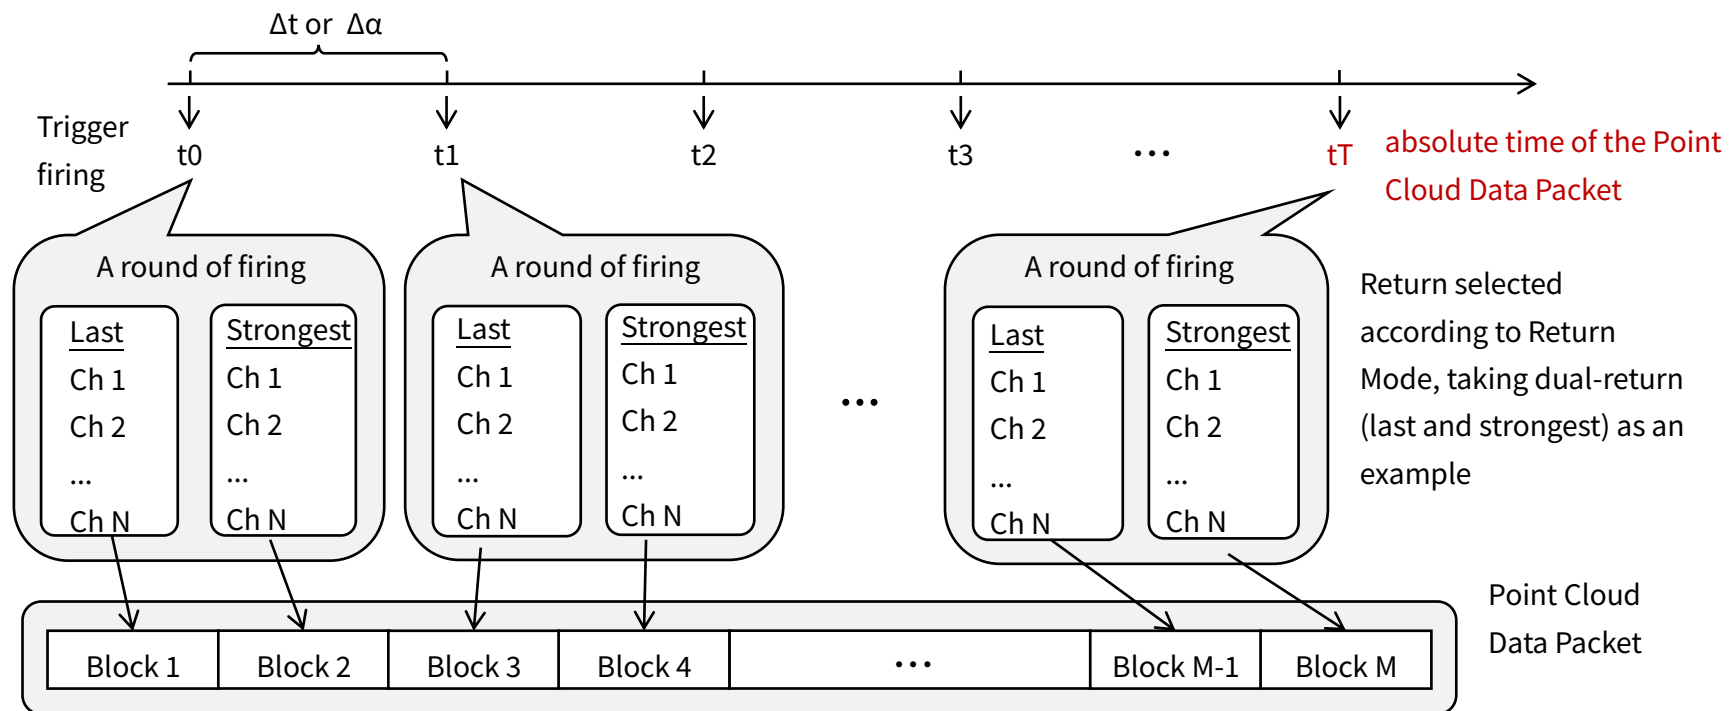 Δt or Δα
Trigger
firing
t0
t1
t2
t3
...
tT
absolute time of the Point
Cloud Data Packet
A round of firing
Last
Ch 1
Ch 2
...
Ch N
Strongest
Ch 1
Ch 2
...
Ch N
A round of firing
Last
Ch 1
Ch 2
...
Ch N
Strongest
Ch 1
Ch 2
...
Ch N
...
A round of firing
Last
Ch 1
Ch 2
...
Ch N
Strongest
Ch 1
Ch 2
...
Ch N
Return selected
according to Return
Mode, taking dual-return
(last and strongest) as an
example
Block 1
Block 2
Block 3
Block 4
...
Block M-1
Block M
Point Cloud
Data Packet